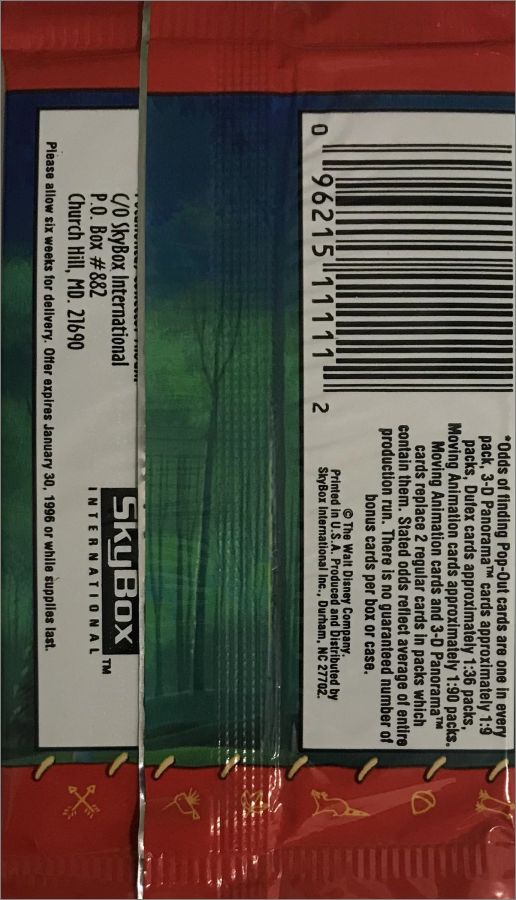 *Odds of finding Pop-Out cards are one in every
pack, 3-D Panorama™ cards approximately 1:9
packs, Dufex cards approximately 1:36 packs,
Moving Animation cards approximately 1:90 packs.
Moving Animation cards and 3-D Panorama™
cards replace 2 regular cards in packs which
contain them. Stated odds reflect average of entire
production run. There is no guaranteed number of
bonus cards per box or case.
© The Walt Disney Company.
Printed in U.S.A. Produced and Distributed by
SkyBox International Inc., Durham, NC 27702.
0 96215 11111 2
C/O SkyBox International
P.O. Box #882
Church Hill, MD. 21690
SkyBox™
INTERNATIONAL
Please allow six weeks for delivery. Offer expires January 30, 1996 or while supplies last.